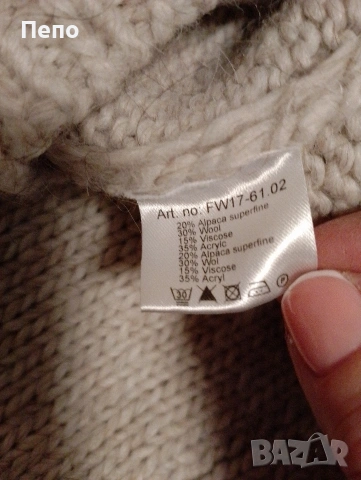 Пепо
Art. no: FW17-61.02
20% Alpaca superfine
30% Wool
15% Viscose
35% Acrylic
20% Alpaca superfine
30% Wol
15% Viscose
35% Acryl
30
BAZAR